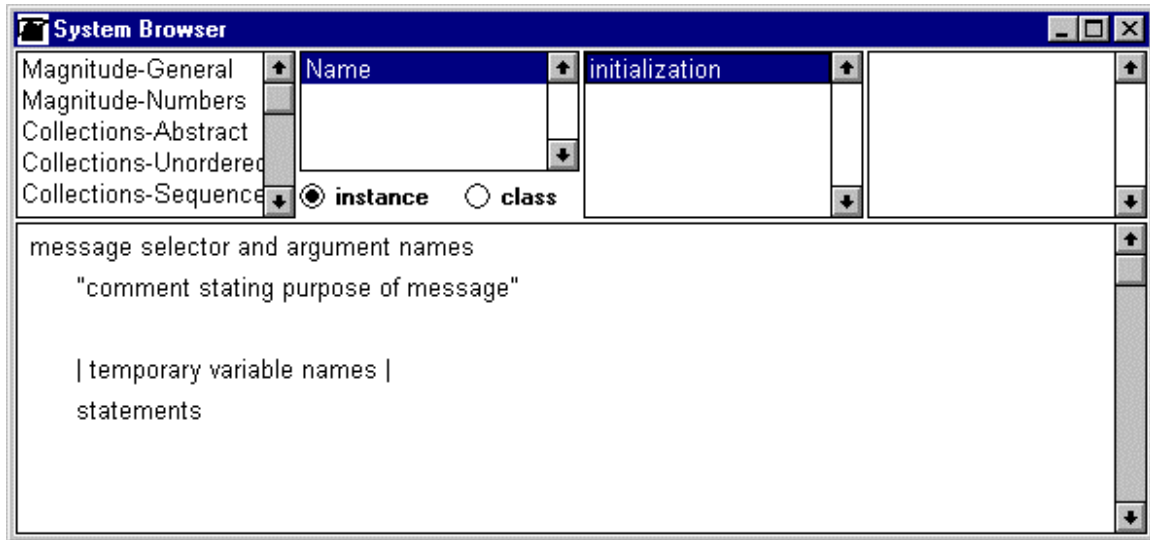 System Browser
Magnitude-General
Magnitude-Numbers
Collections-Abstract
Collections-Unordered
Collections-Sequence
Name
instance
class
initialization
message selector and argument names
"comment stating purpose of message"
| temporary variable names |
statements